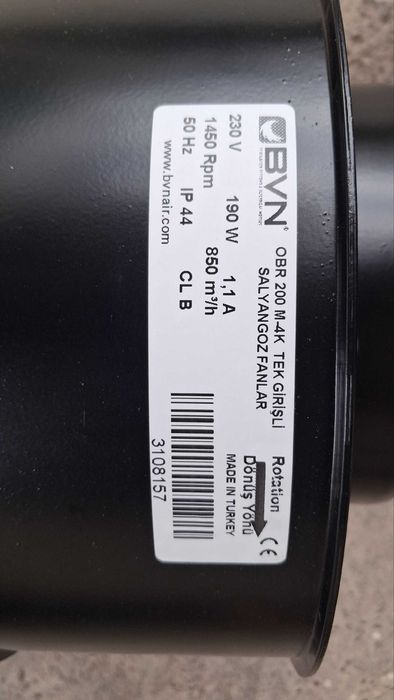 BVN®
OBR 200 M-4K TEK GİRİŞLİ
SALYANGOZ FANLAR
Rotation
Dönüş Yönü
MADE IN TURKEY
CE
230 V 190 W 1,1 A
1450 Rpm 850 m³/h
50 Hz IP 44 CL B
www.bvnair.com
3108157